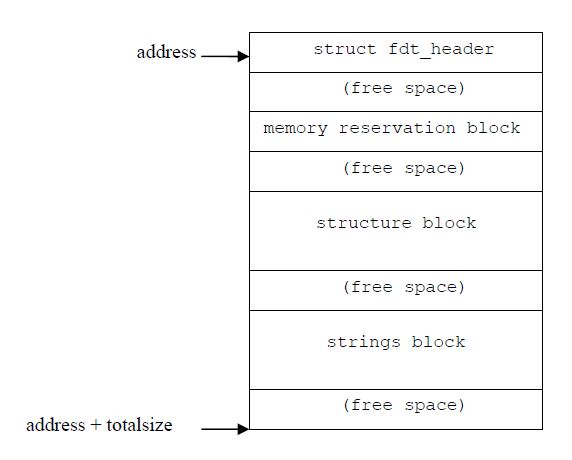 address
struct fdt_header
(free space)
memory reservation block
(free space)
structure block
(free space)
strings block
(free space)
address + totalsize